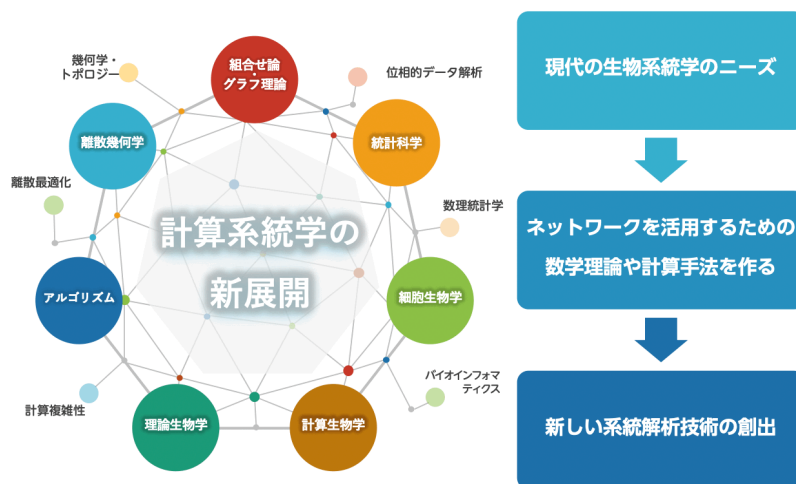 幾何学・
トポロジー
組合せ論
・
グラフ理論
位相的データ解析
離散幾何学
統計科学
離散最適化
数理統計学
計算系統学の
新展開
アルゴリズム
細胞生物学
計算複雑性
バイオインフォマ
ティクス
理論生物学
計算生物学
現代の生物系統学のニーズ
ネットワークを活用するための
数学理論や計算手法を作る
新しい系統解析技術の創出